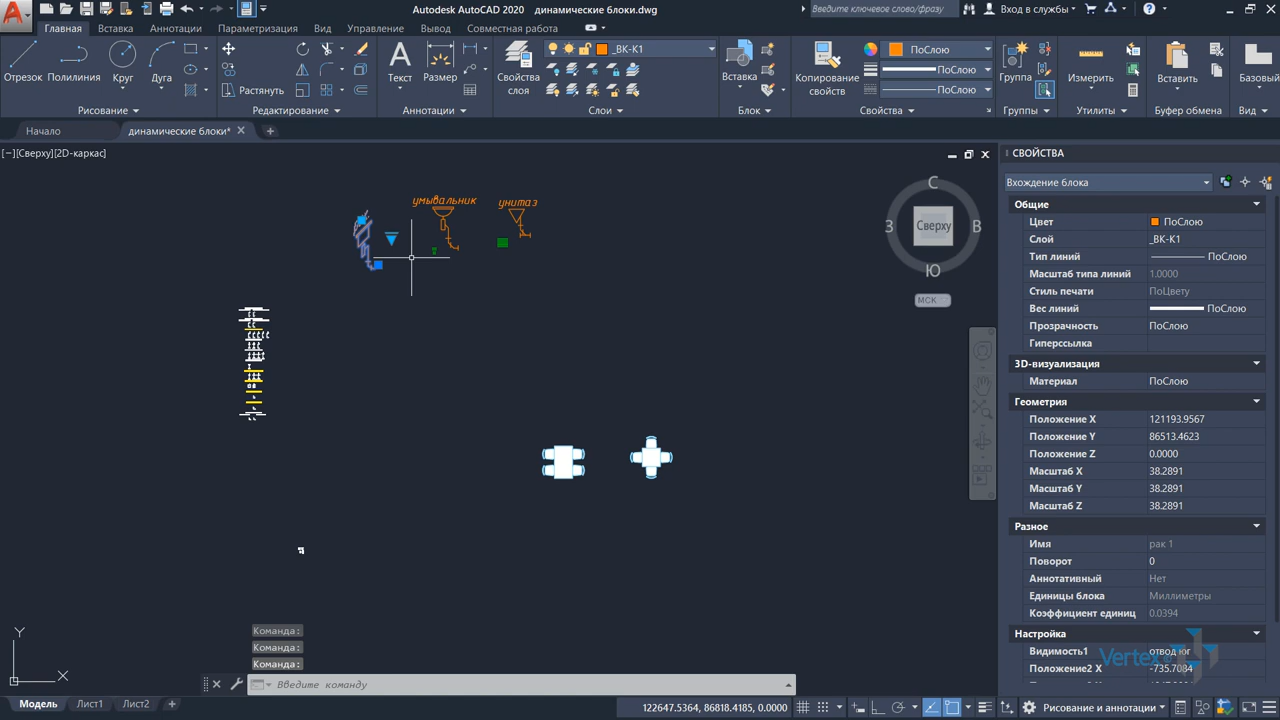 Autodesk AutoCAD 2020 динамические блоки.dwg
Введите ключевое слово/фразу
Вход в службы
Главная Вставка Аннотации Параметризация Вид Управление Вывод Совместная работа
Отрезок Полилиния Круг Дуга
Растянуть
Текст Размер
Свойства слоя
_ВК-К1
Вставка
Копирование свойств
ПоСлою
ПоСлою
ПоСлою
Группа
Измерить
Вставить
Базовый
Рисование Редактирование Аннотации Слои Блок Свойства Группы Утилиты Буфер обмена Вид
Начало динамические блоки*
[−][Сверху][2D-каркас]
умывальник унитаз
С
З Сверху В
Ю
МСК
СВОЙСТВА
Вхождение блока
Общие
Цвет ПоСлою
Слой _ВК-К1
Тип линий ПоСлою
Масштаб типа линий 1.0000
Стиль печати ПоЦвету
Вес линий ПоСлою
Прозрачность ПоСлою
Гиперссылка
3D-визуализация
Материал ПоСлою
Геометрия
Положение X 121193.9567
Положение Y 86513.4623
Положение Z 0.0000
Масштаб X 38.2891
Масштаб Y 38.2891
Масштаб Z 38.2891
Разное
Имя рак 1
Поворот 0
Аннотативный Нет
Единицы блока Миллиметры
Коэффициент единиц 0.0394
Настройка
Видимость1 отвод юг
Положение2 X -735.7084
Vertex
Y
X
Команда:
Команда:
Команда:
Введите команду
Модель Лист1 Лист2
122647.5364, 86818.4185, 0.0000
Рисование и аннотации